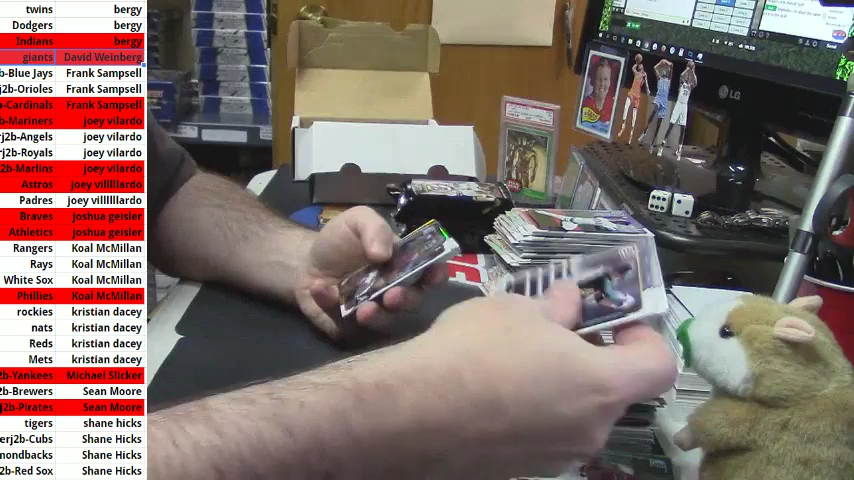 twins bergy
Dodgers bergy
Indians bergy
giants David Weinberg
b-Blue Jays Frank Sampsell
j2b-Orioles Frank Sampsell
b-Cardinals Frank Sampsell
b-Mariners joey vilardo
rj2b-Angels joey vilardo
rj2b-Royals joey vilardo
2b-Marlins joey vilardo
Astros joey villlllardo
Padres joey villlllardo
Braves joshua geisler
Athletics joshua geisler
Rangers Koal McMillan
Rays Koal McMillan
White Sox Koal McMillan
Phillies Koal McMillan
rockies kristian dacey
nats kristian dacey
Reds kristian dacey
Mets kristian dacey
2b-Yankees Michael Slicker
2b-Brewers Sean Moore
j2b-Pirates Sean Moore
tigers shane hicks
erj2b-Cubs Shane Hicks
mondbacks Shane Hicks
2b-Red Sox Shane Hicks
LG